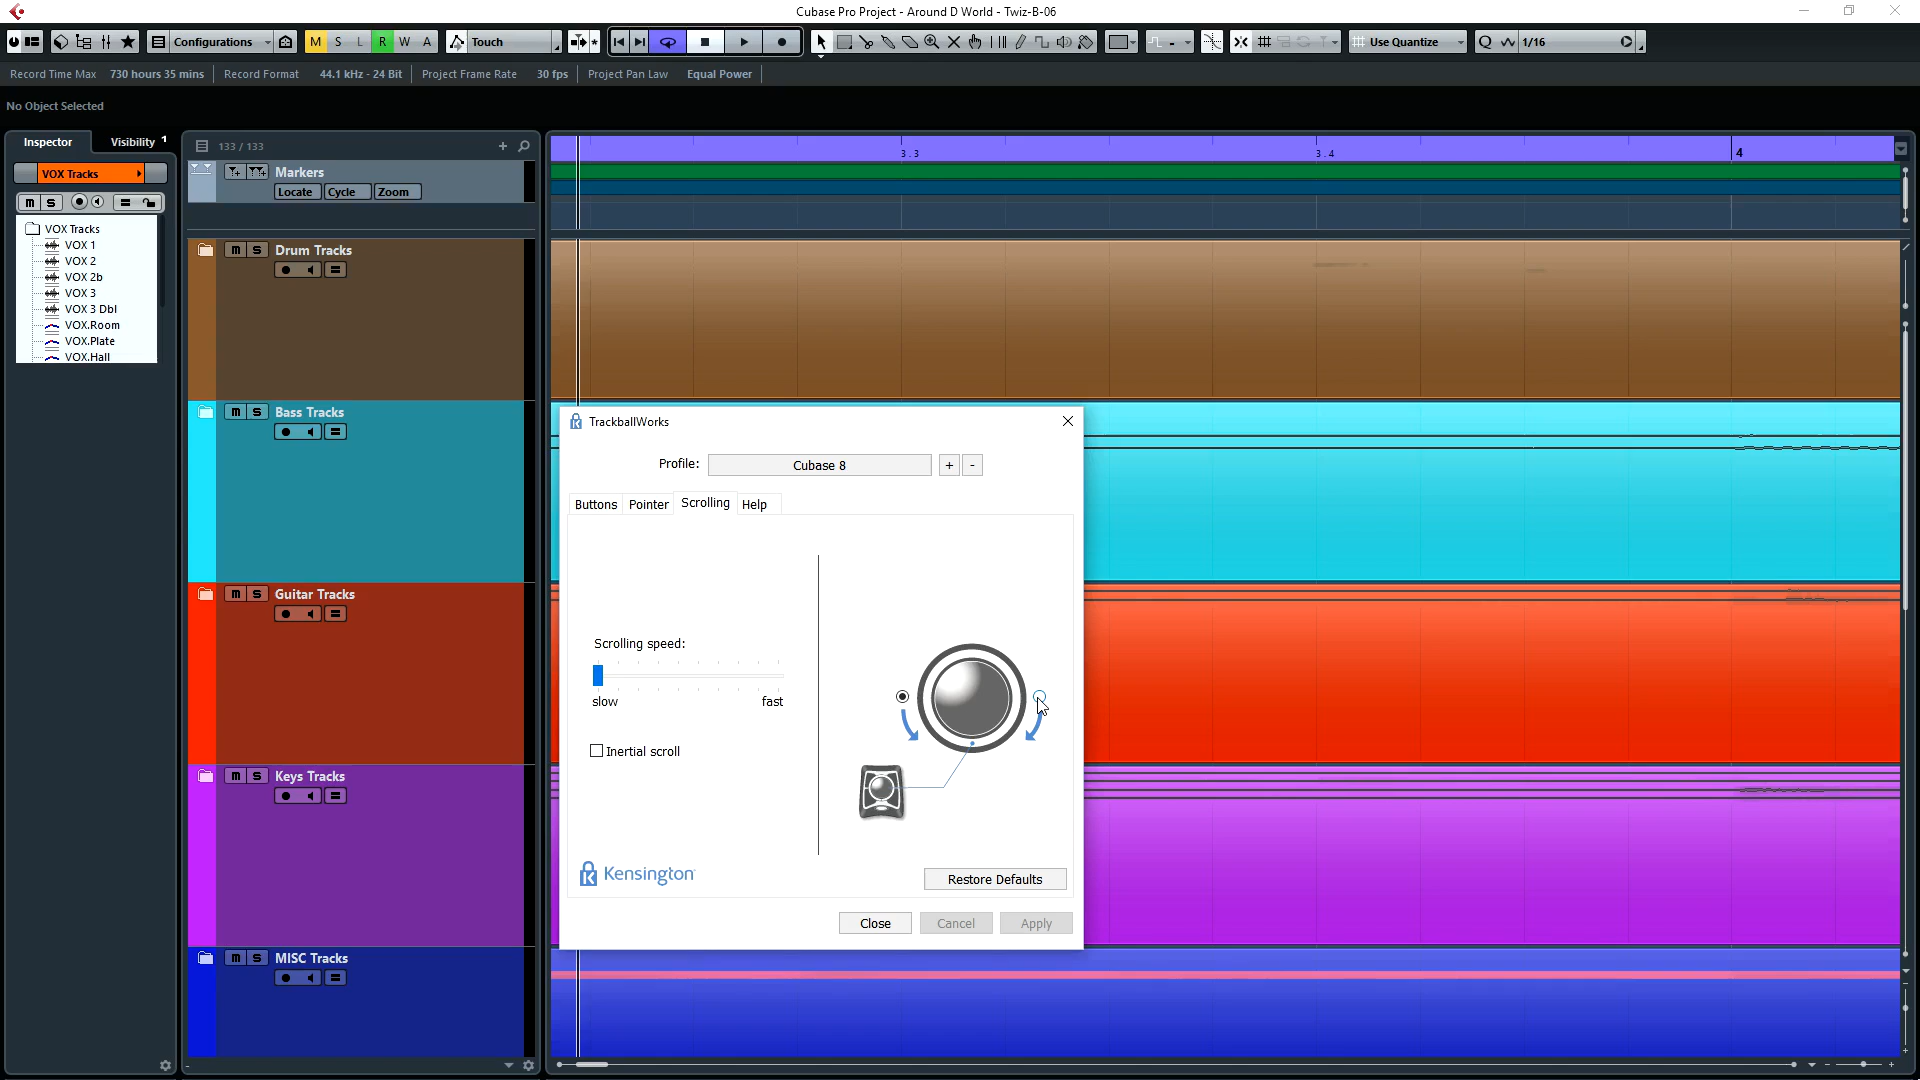 Cubase Pro Project - Around D World - Twiz-B-06
Configurations M S L R W A Touch Use Quantize Q 1/16
Record Time Max 730 hours 35 mins Record Format 44.1 kHz - 24 Bit Project Frame Rate 30 fps Project Pan Law Equal Power
No Object Selected
Inspector Visibility 1
133 / 133 + 3.3 3.4 4
VOX Tracks
Markers
Locate Cycle Zoom
m s
VOX Tracks
VOX 1
VOX 2
VOX 2b
VOX 3
VOX 3 Dbl
VOX.Room
VOX.Plate
VOX.Hall
m s Drum Tracks
m s Bass Tracks
m s Guitar Tracks
m s Keys Tracks
m s MISC Tracks
TrackballWorks
Profile: Cubase 8 + -
Buttons Pointer Scrolling Help
Scrolling speed:
slow fast
Inertial scroll
Kensington
Restore Defaults
Close Cancel Apply